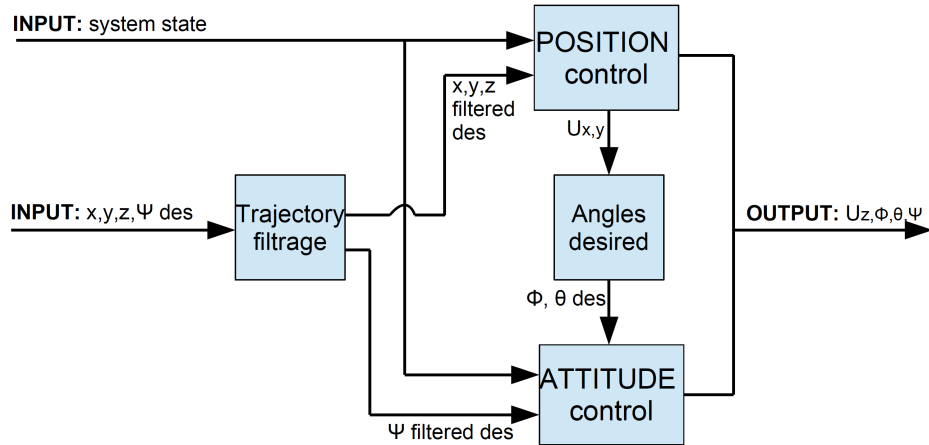 INPUT: system state
POSITION
control
x,y,z
filtered
des
Ux,y
INPUT: x,y,z,Ψ des
Trajectory
filtrage
Angles
desired
OUTPUT: Uz,Φ,θ,Ψ
Φ, θ des
ATTITUDE
control
Ψ filtered des